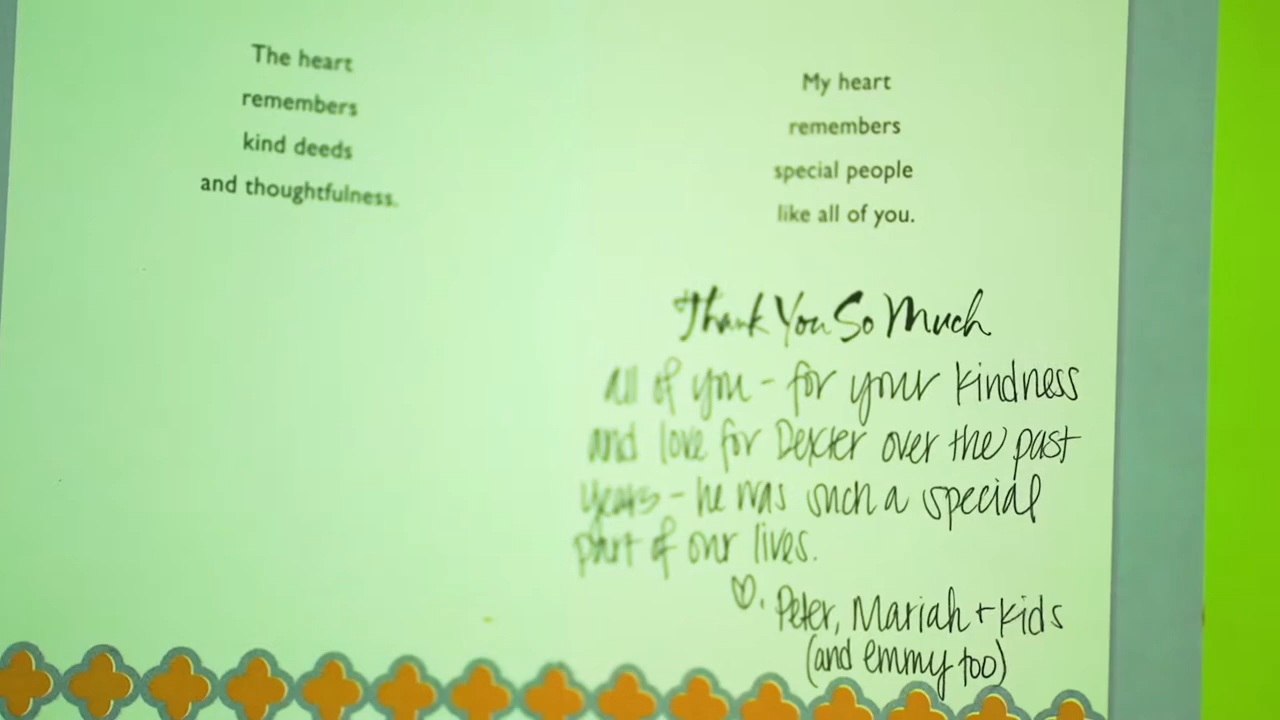 The heart
remembers
kind deeds
and thoughtfulness.
My heart
remembers
special people
like all of you.
Thank You So Much
all of you - for your kindness
and love for Dexter over the past
years - he was such a special
part of our lives.
♡, Peter, Mariah + kids
(and emmy too)